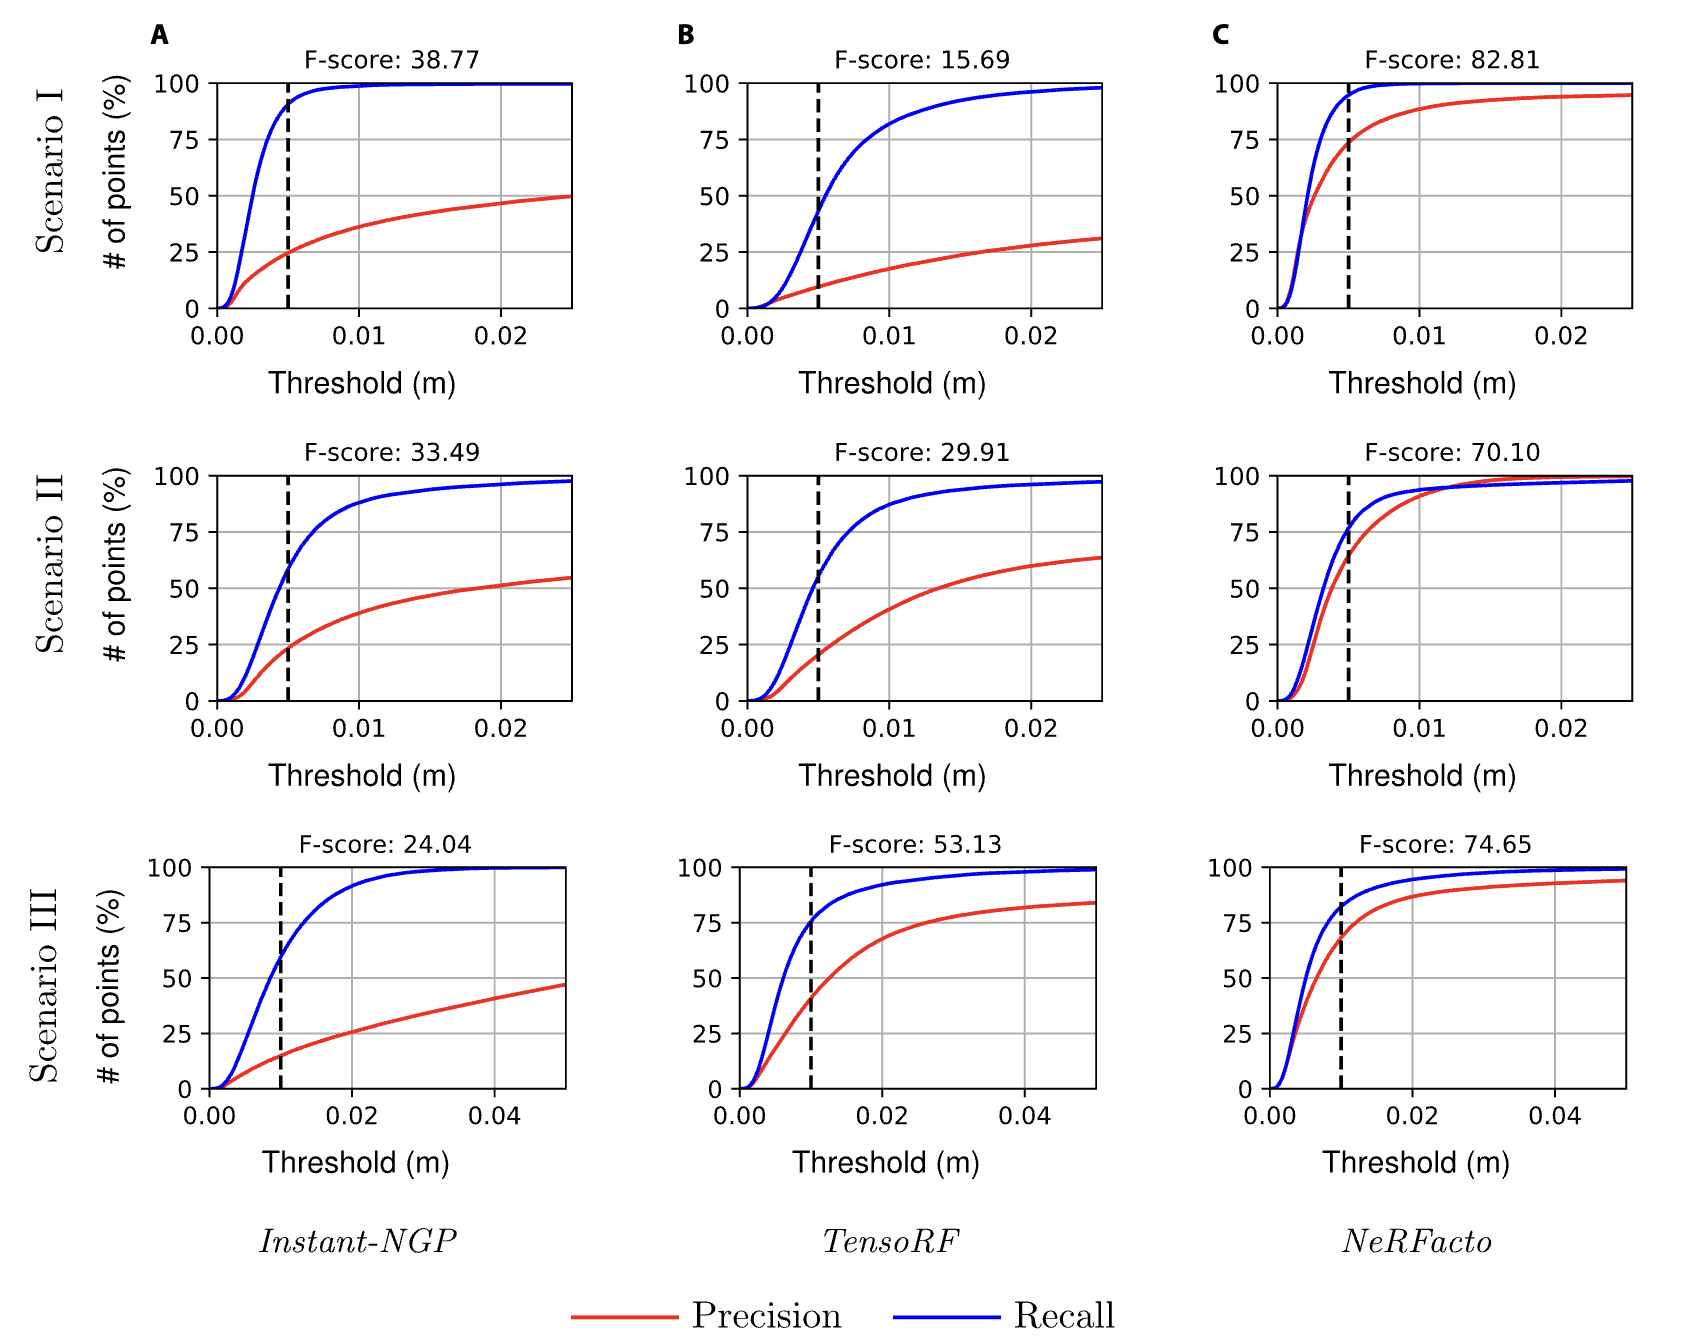 A B C
F-score: 38.77 F-score: 15.69 F-score: 82.81
Scenario I
# of points (%)
100 100 100
75 75 75
50 50 50
25 25 25
0 0 0
0.00 0.01 0.02 0.00 0.01 0.02 0.00 0.01 0.02
Threshold (m) Threshold (m) Threshold (m)
F-score: 33.49 F-score: 29.91 F-score: 70.10
Scenario II
# of points (%)
100 100 100
75 75 75
50 50 50
25 25 25
0 0 0
0.00 0.01 0.02 0.00 0.01 0.02 0.00 0.01 0.02
Threshold (m) Threshold (m) Threshold (m)
F-score: 24.04 F-score: 53.13 F-score: 74.65
Scenario III
# of points (%)
100 100 100
75 75 75
50 50 50
25 25 25
0 0 0
0.00 0.02 0.04 0.00 0.02 0.04 0.00 0.02 0.04
Threshold (m) Threshold (m) Threshold (m)
Instant-NGP TensoRF NeRFacto
Precision Recall